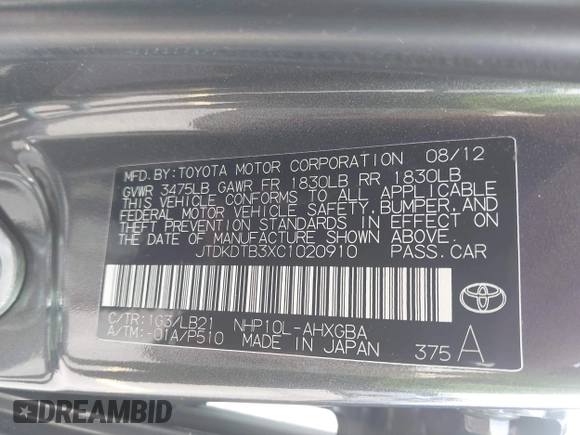 MFD.BY:TOYOTA MOTOR CORPORATION 08/12
GVWR 3475LB GAWR FR 1830LB RR 1830LB
THIS VEHICLE CONFORMS TO ALL APPLICABLE
FEDERAL MOTOR VEHICLE SAFETY,BUMPER,AND
THEFT PREVENTION STANDARDS IN EFFECT ON
THE DATE OF MANUFACTURE SHOWN ABOVE.
JTDKDTB3XC1020910 PASS.CAR
C/TR:1G3/LB21 NHP10L-AHXGBA
A/TM:-01A/P510 MADE IN JAPAN 375 A
DREAMBID